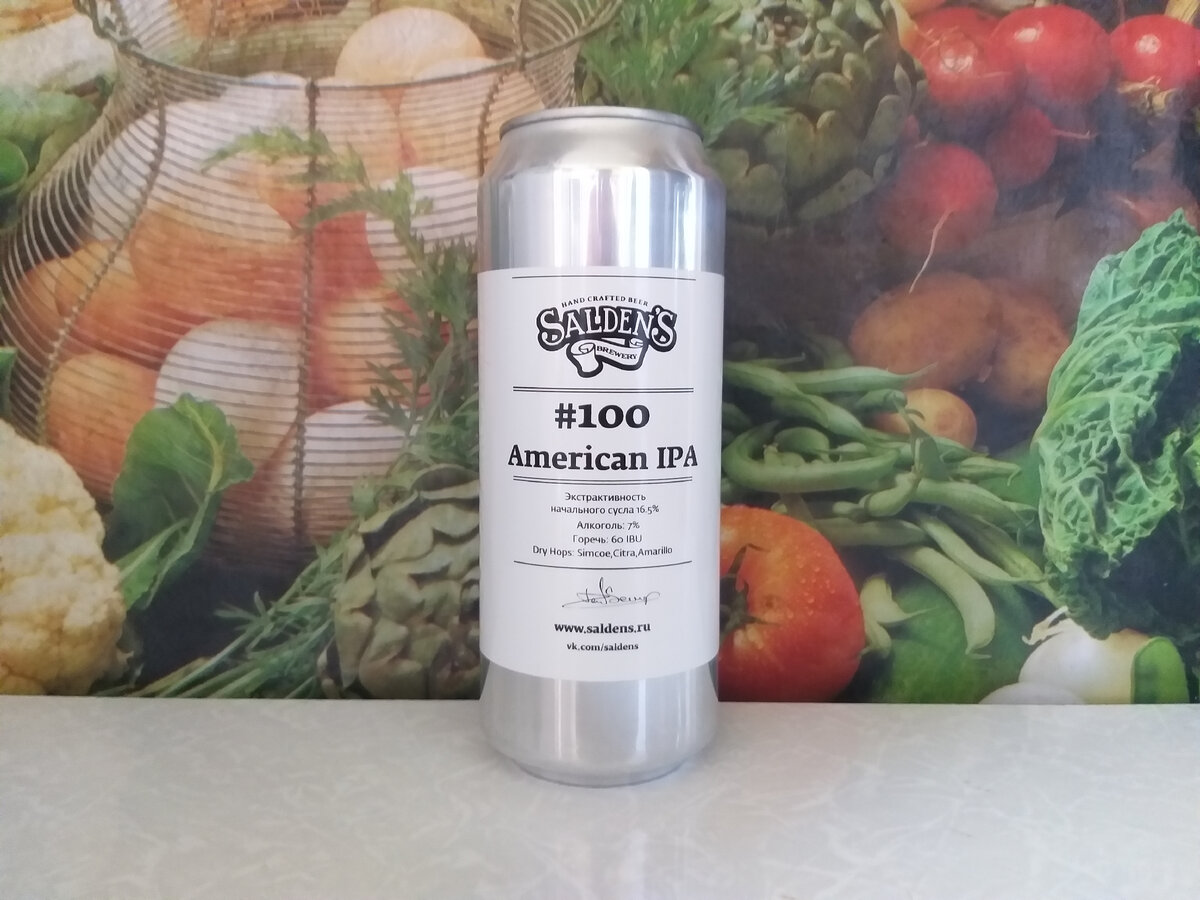 HAND CRAFTED BEER
SALDEN'S
BREWERY
#100
American IPA
Экстрактивность
начального сусла 16.5%
Алкоголь: 7%
Горечь: 60 IBU
Dry Hops: Simcoe,Citra,Amarillo
www.saldens.ru
vk.com/saldens